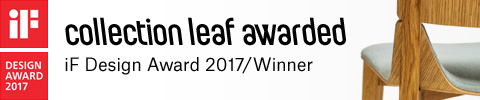 iF
DESIGN
AWARD
2017
collection leaf awarded
iF Design Award 2017/Winner